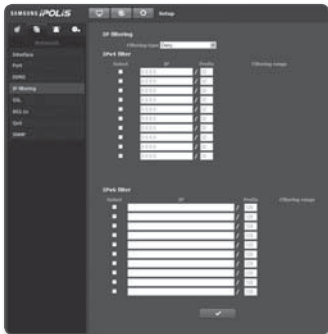 SAMSUNG iPOLiS
Setup
Network
Interface
Port
DDNS
IP filtering
SSL
802.1x
QoS
SNMP
IP filtering
Filtering type Deny
IPv4 filter
Select IP Prefix Filtering range
/
/
/
/
/
/
/
/
/
/
IPv6 filter
Select IP Prefix Filtering range
/
/
/
/
/
/
/
/
/
/